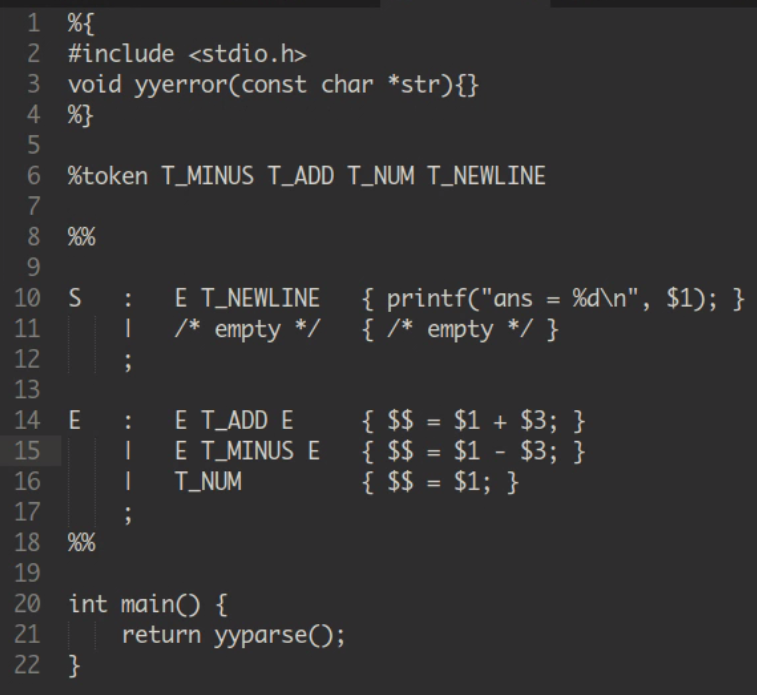 1 %{
2 #include <stdio.h>
3 void yyerror(const char *str){}
4 %}
5
6 %token T_MINUS T_ADD T_NUM T_NEWLINE
7
8 %%
9
10 S : E T_NEWLINE { printf("ans = %d\n", $1); }
11 | /* empty */ { /* empty */ }
12 ;
13
14 E : E T_ADD E { $$ = $1 + $3; }
15 | E T_MINUS E { $$ = $1 - $3; }
16 | T_NUM { $$ = $1; }
17 ;
18 %%
19
20 int main() {
21 return yyparse();
22 }